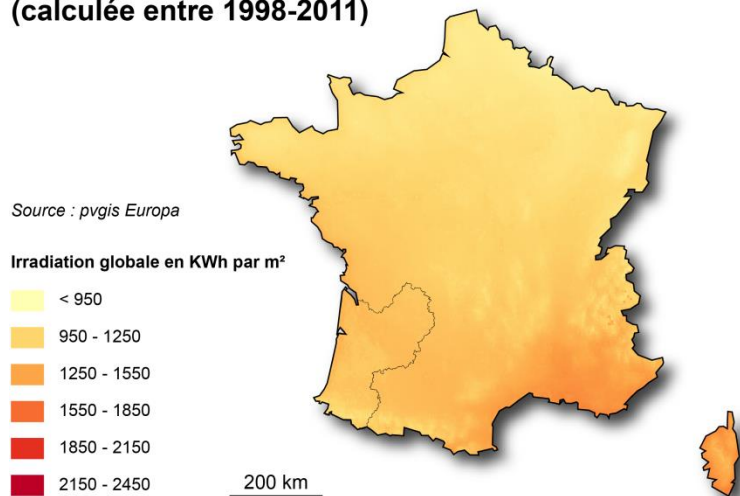 (calculée entre 1998-2011)
Source : pvgis Europa
Irradiation globale en KWh par m²
< 950
950 - 1250
1250 - 1550
1550 - 1850
1850 - 2150
2150 - 2450
200 km